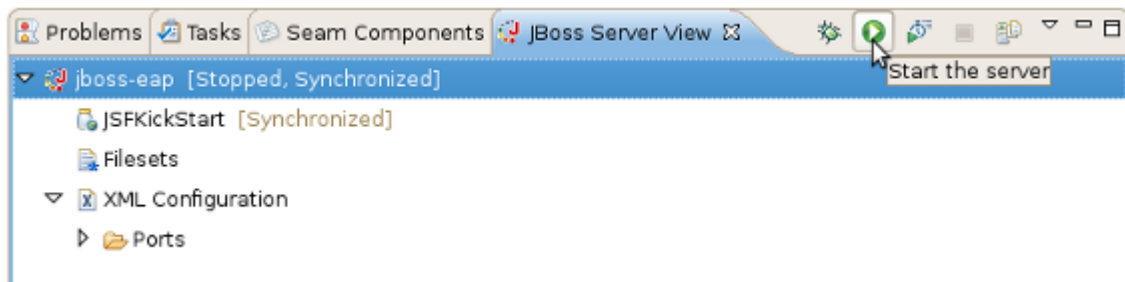 Problems Tasks Seam Components JBoss Server View
Start the server
jboss-eap [Stopped, Synchronized]
JSFKickStart [Synchronized]
Filesets
XML Configuration
Ports